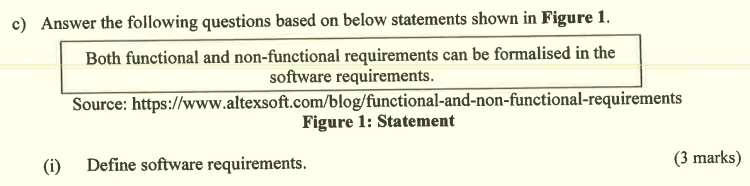 c) Answer the following questions based on below statements shown in Figure 1.
Both functional and non-functional requirements can be formalised in the
software requirements.
Source: https://www.altexsoft.com/blog/functional-and-non-functional-requirements
Figure 1: Statement
(i) Define software requirements. (3 marks)